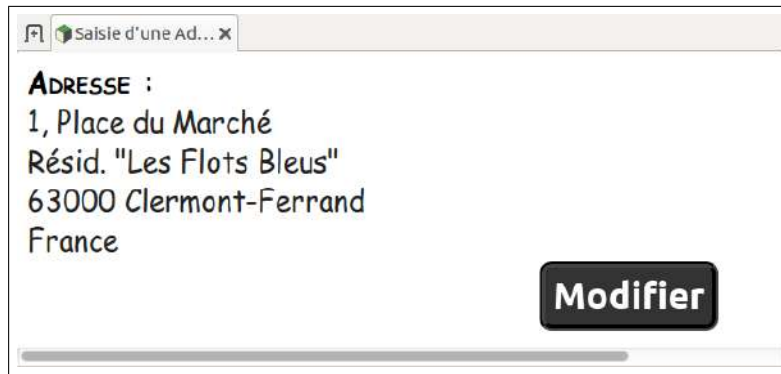 Saisie d'une Ad...
ADRESSE :
1, Place du Marché
Résid. "Les Flots Bleus"
63000 Clermont-Ferrand
France
Modifier